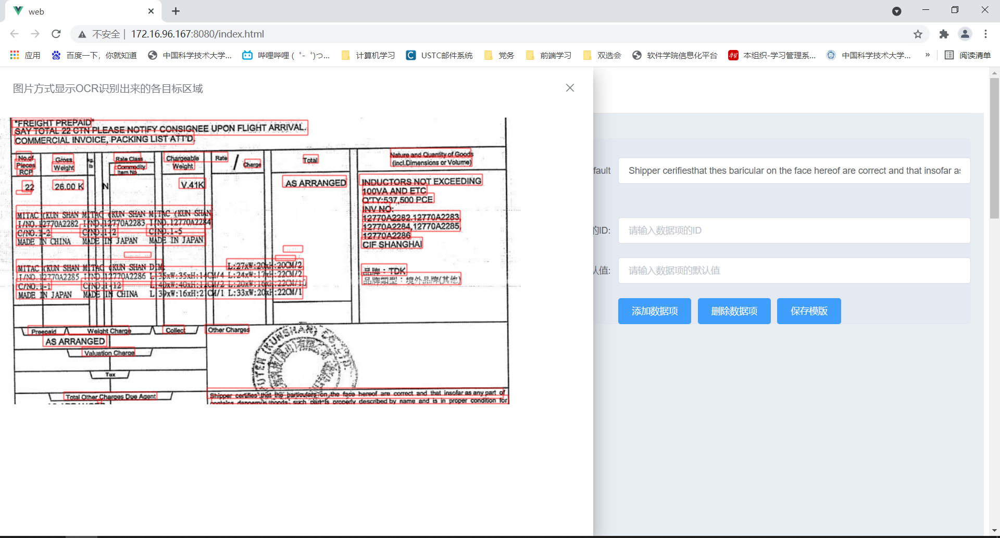 web
不安全 | 172.16.96.167:8080/index.html
应用 百度一下，你就知道 中国科学技术大学... 哔哩哔哩 (゜-゜)つ... 计算机学习 USTC邮件系统 党务 前端学习 双选会 软件学院信息化平台 本组织-学习管理系... 中国科学技术大学... » 阅读清单
图片方式显示OCR识别出来的各目标区域
"FREIGHT PREPAID"
SAY TOTAL 22 CTN PLEASE NOTIFY CONSIGNEE UPON FLIGHT ARRIVAL.
COMMERCIAL INVOICE, PACKING LIST ATT'D.
No.of Pieces RCP
Gross Weight
kg lb
Rate Class
Commodity Item No
Chargeable Weight
Rate / Charge
Total
Nature and Quantity of Goods
(incl.Dimensions or Volume)
22 26.00 K N V.41K AS ARRANGED
INDUCTORS NOT EXCEEDING
100VA AND ETC
Q'TY:537,500 PCE
INV NO:
12770A2282.12770A2283,
12770A2284,12770A2285,
12770A2286
CIF SHANGHAI
MITAC (KUN SHAN MITAC (KUN SHAN MITAC (KUN SHAN
I/NO.12770A2282 I/NO.12770A2283 I/NO.12770A2284
C/NO.1-2 C/NO.1-2 C/NO.1-5
MADE IN CHINA MADE IN JAPAN MADE IN JAPAN
MITAC (KUN SHAN MITAC (KUN SHAN DIM: L:27xW:20xH:20CM/2
I/NO.12770A2285 I/NO.12770A2286 L:35xW:35xH:14CM/4 L:24xW:17xH:22CM/2
C/NO.1-1 C/NO.1-12 L:40xW:40xH:12CM/2 L:20xW:16xH:22CM/10
MADE IN JAPAN MADE IN CHINA L:39xW:16xH:21CM/1 L:33xW:20xH:22CM/1
品牌：TDK
品牌類型：境外品牌(其他)
Prepaid Weight Charge Collect Other Charges
AS ARRANGED
Valuation Charge
Tax
Total Other Charges Due Agent
Shipper certifies that the particulars on the face hereof are correct and that insofar as any part of
contains dangerous goods, such part is properly described by name and is in proper condition for
fault Shipper cerifiesthat thes baricular on the face hereof are correct and that insofar as
的ID: 请输入数据项的ID
认值: 请输入数据项的默认值
添加数据项 删除数据项 保存模版